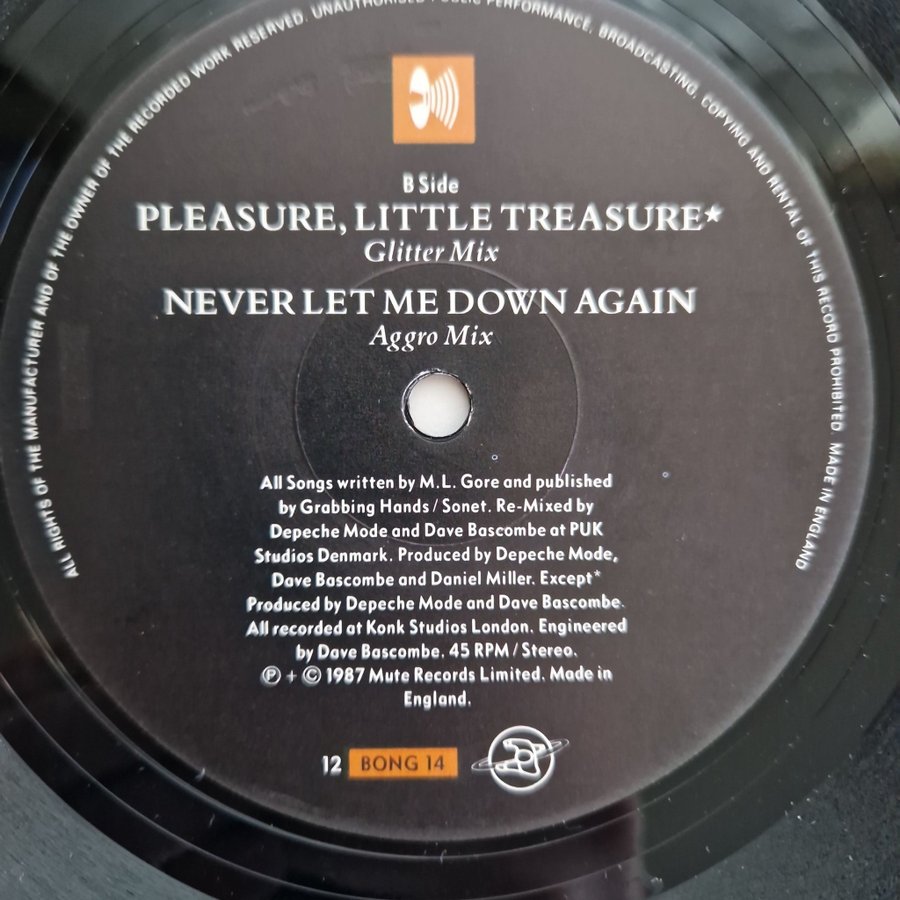 ALL RIGHTS OF THE MANUFACTURER AND OF THE OWNER OF THE RECORDED WORK RESERVED. UNAUTHORISED PUBLIC PERFORMANCE, BROADCASTING, COPYING AND RENTAL OF THIS RECORD PROHIBITED. MADE IN ENGLAND
B Side
PLEASURE, LITTLE TREASURE*
Glitter Mix
NEVER LET ME DOWN AGAIN
Aggro Mix
All Songs written by M.L. Gore and published
by Grabbing Hands / Sonet. Re-Mixed by
Depeche Mode and Dave Bascombe at PUK
Studios Denmark. Produced by Depeche Mode,
Dave Bascombe and Daniel Miller. Except*
Produced by Depeche Mode and Dave Bascombe.
All recorded at Konk Studios London. Engineered
by Dave Bascombe. 45 RPM / Stereo.
℗ + © 1987 Mute Records Limited. Made in
England.
12 BONG 14